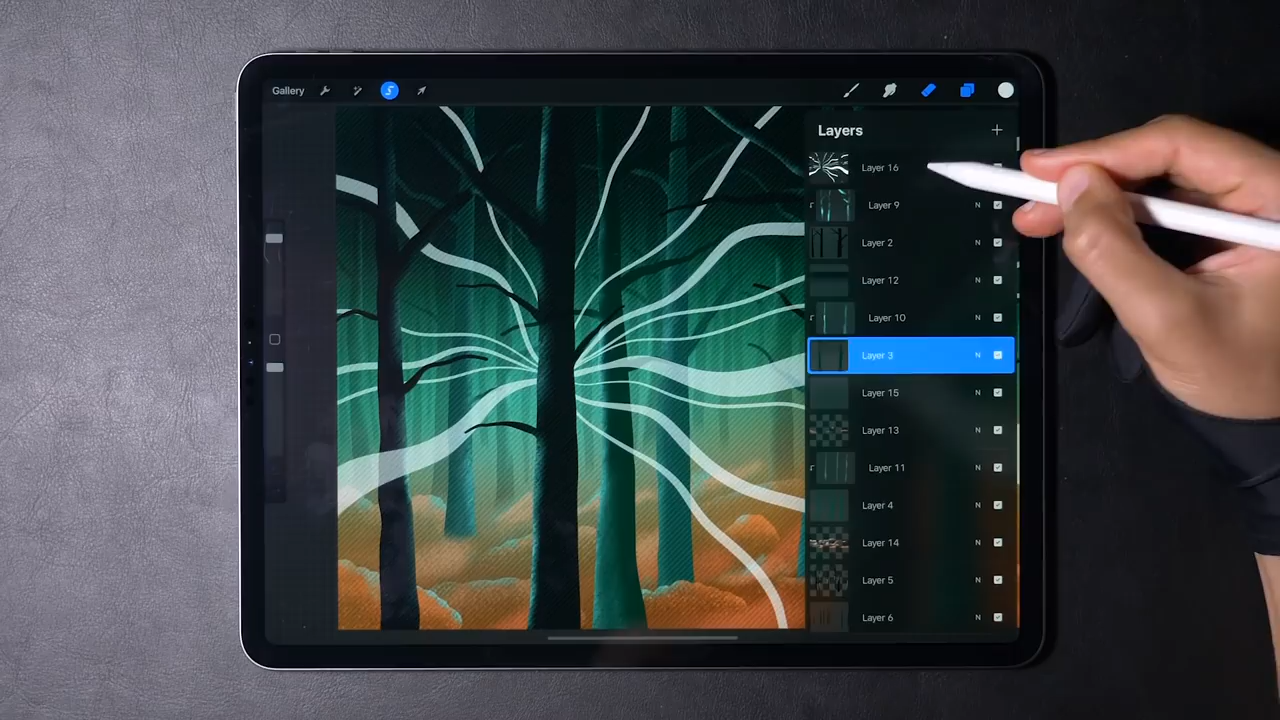 Gallery
Layers
Layer 16
Layer 9 N
Layer 2 N
Layer 12 N
Layer 10 N
Layer 3 N
Layer 15 N
Layer 13 N
Layer 11 N
Layer 4 N
Layer 14 N
Layer 5 N
Layer 6 N